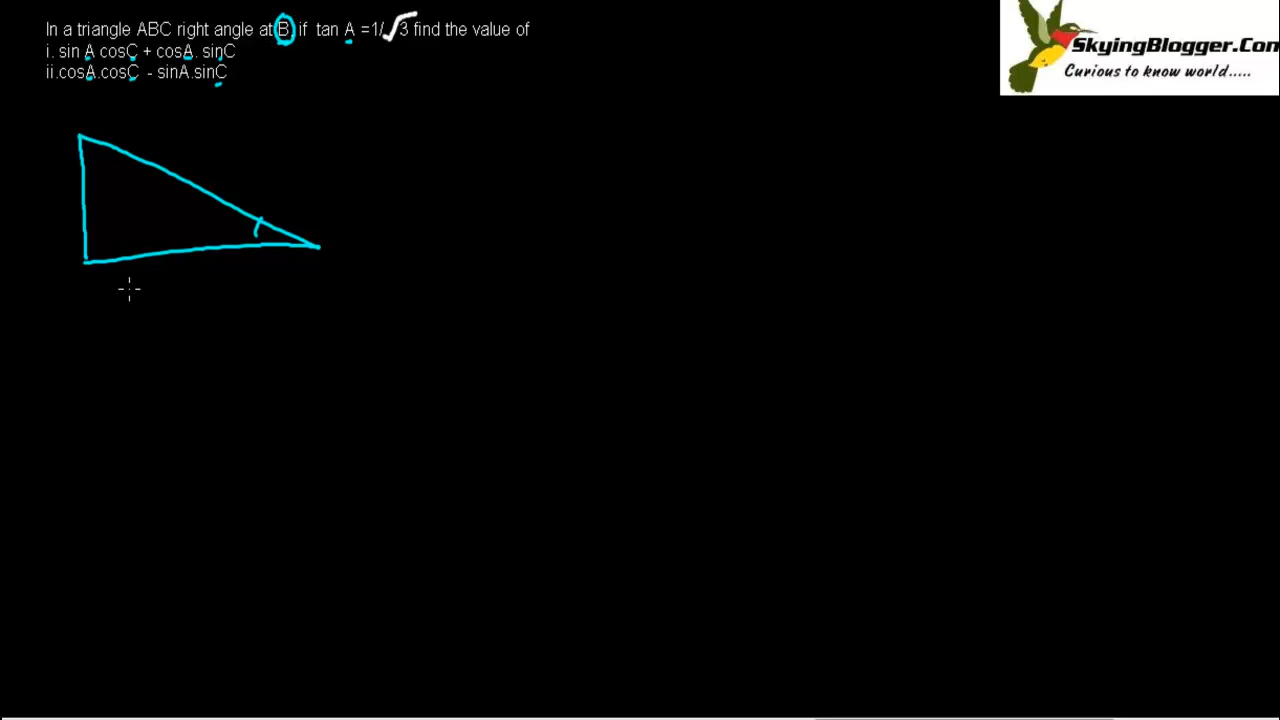 In a triangle ABC right angle at B if tan A =1/√3 find the value of
i. sin A cosC + cosA. sinC
ii.cosA.cosC - sinA.sinC
SkyingBlogger.Con
Curious to know world.....